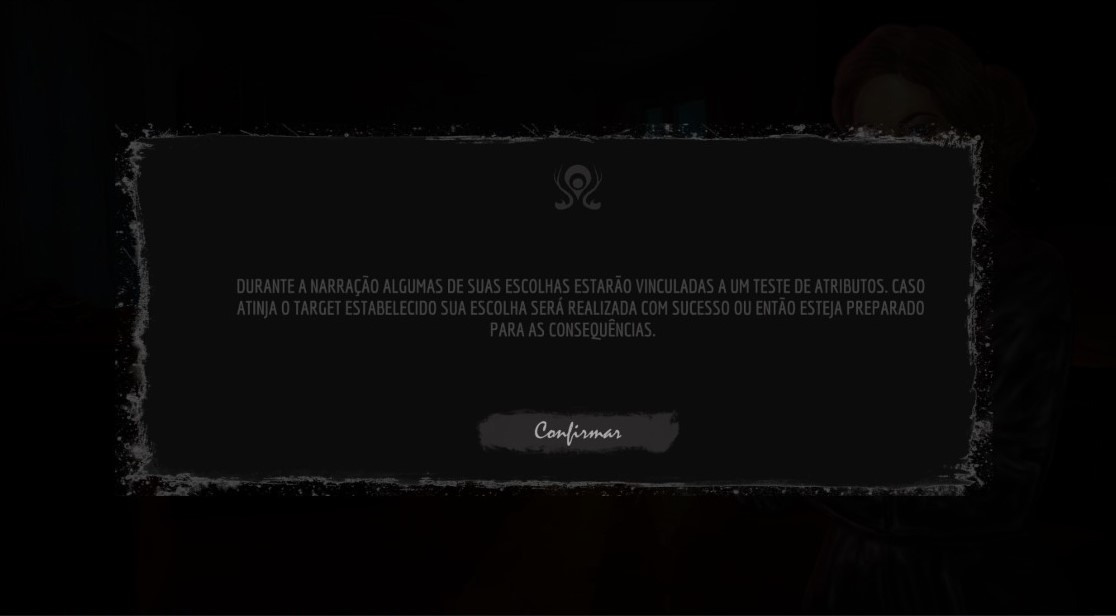 DURANTE A NARRAÇÃO ALGUMAS DE SUAS ESCOLHAS ESTARÃO VINCULADAS A UM TESTE DE ATRIBUTOS. CASO
ATINJA O TARGET ESTABELECIDO SUA ESCOLHA SERÁ REALIZADA COM SUCESSO OU ENTÃO ESTEJA PREPARADO
PARA AS CONSEQUÊNCIAS.
Confirmar